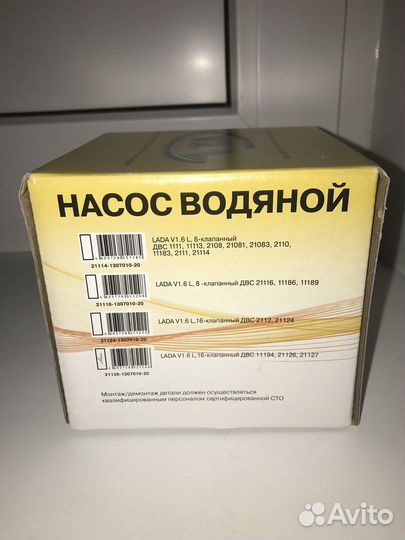 НАСОС ВОДЯНОЙ
LADA V1.6 L, 8-клапанный
ДВС 1111, 11113, 2108, 21081, 21083, 2110,
11183, 2111, 21114
21114-1307010-20
LADA V1.6 L, 8 -клапанный ДВС 21116, 11186, 11189
21116-1307010-20
LADA V1.6 L,16-клапанный ДВС 2112, 21124
21124-1307010-20
LADA V1.6 L,16-клапанный ДВС 11194, 21126, 21127
21126-1307010-20
Монтаж/демонтаж детали должен осуществляться
квалифицированным персоналом сертифицированной СТО
Avito